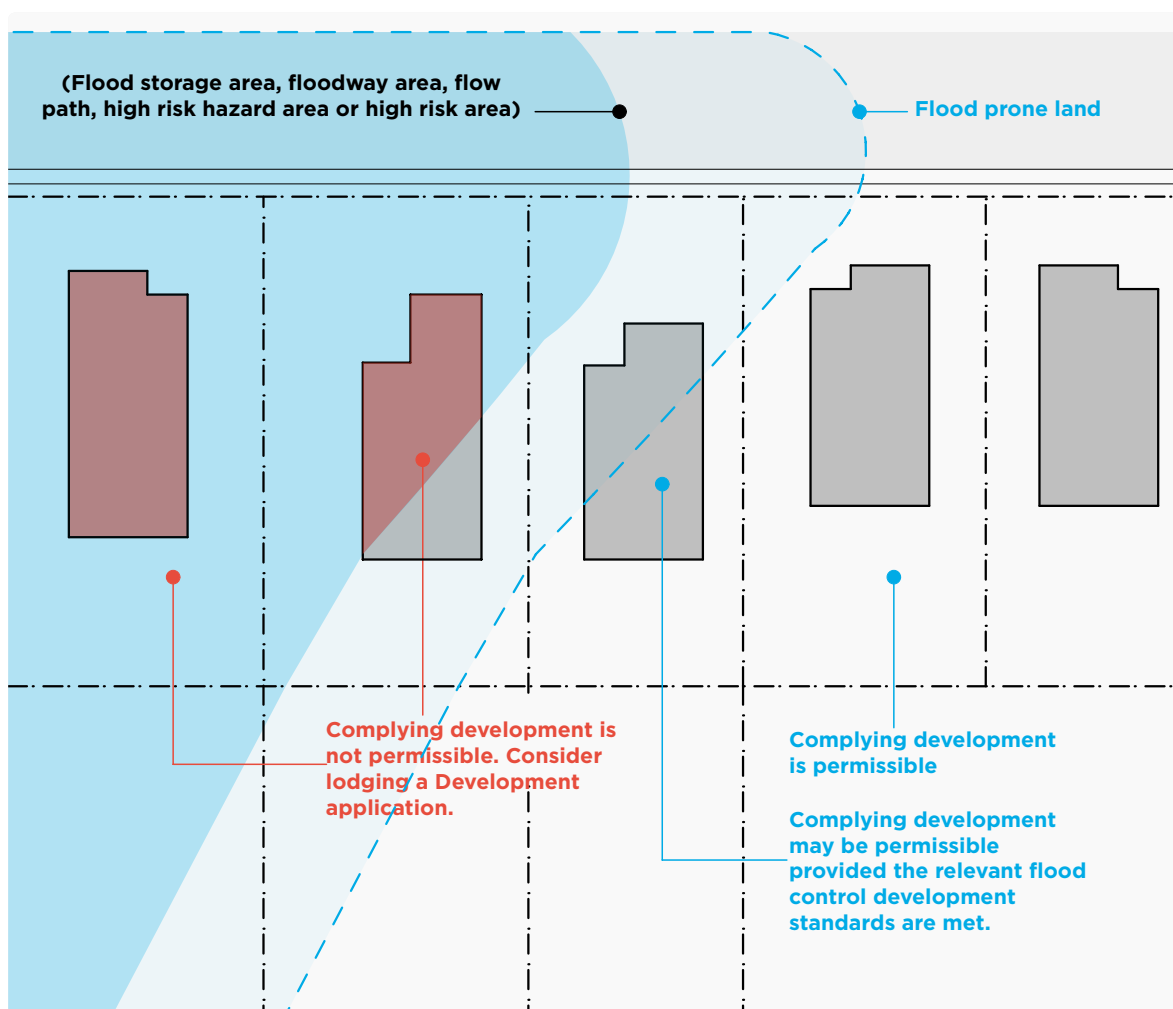 (Flood storage area, floodway area, flow
path, high risk hazard area or high risk area)
Flood prone land
Complying development is
not permissible. Consider
lodging a Development
application.
Complying development
is permissible
Complying development
may be permissible
provided the relevant flood
control development
standards are met.